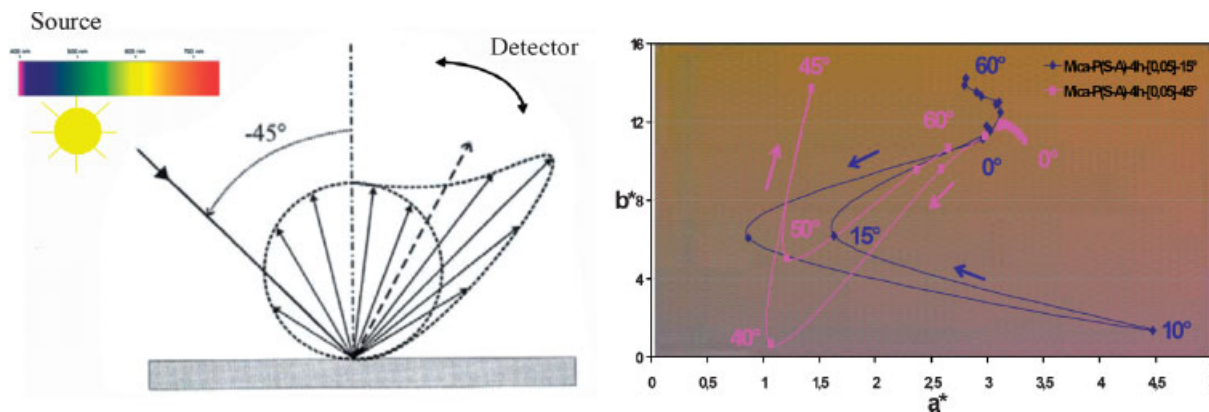 Source
400 nm 500 nm 600 nm 700 nm
Detector
-45°
16
12
b*
8
4
0
0 0,5 1 1,5 2 2,5 3 3,5 4 4,5
a*
45°
60°
60°
0°
0°
50°
15°
40°
10°
Mica-P(S-A)-4h-[0,05]-15°
Mica-P(S-A)-4h-[0,05]-45°